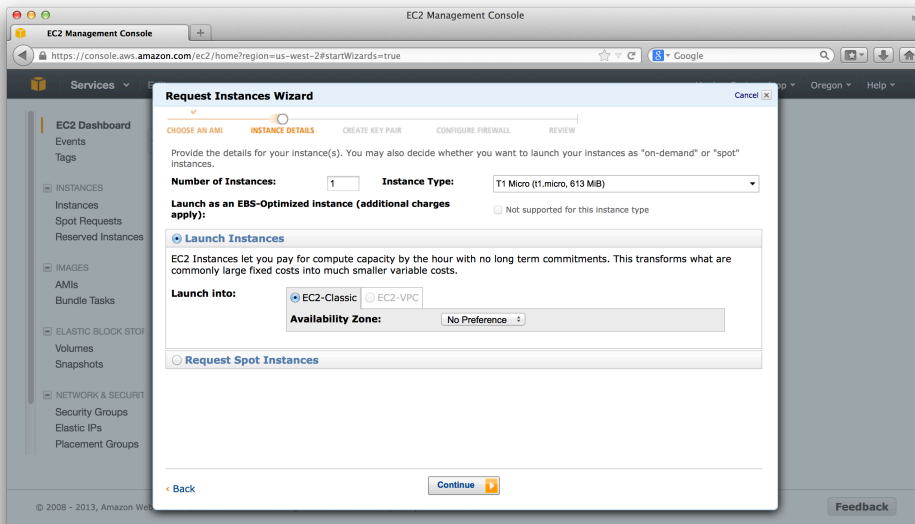 EC2 Management Console
EC2 Management Console
https://console.aws.amazon.com/ec2/home?region=us-west-2#startWizards=true
Google
Services
Oregon
Help
EC2 Dashboard
Events
Tags
INSTANCES
Instances
Spot Requests
Reserved Instances
IMAGES
AMIs
Bundle Tasks
ELASTIC BLOCK STOR
Volumes
Snapshots
NETWORK & SECURIT
Security Groups
Elastic IPs
Placement Groups
Request Instances Wizard
Cancel
CHOOSE AN AMI INSTANCE DETAILS CREATE KEY PAIR CONFIGURE FIREWALL REVIEW
Provide the details for your instance(s). You may also decide whether you want to launch your instances as "on-demand" or "spot"
instances.
Number of Instances: 1 Instance Type: T1 Micro (t1.micro, 613 MiB)
Launch as an EBS-Optimized instance (additional charges
apply):
Not supported for this instance type
Launch Instances
EC2 Instances let you pay for compute capacity by the hour with no long term commitments. This transforms what are
commonly large fixed costs into much smaller variable costs.
Launch into: EC2-Classic EC2-VPC
Availability Zone: No Preference
Request Spot Instances
< Back
Continue
© 2008 - 2013, Amazon Web
Feedback